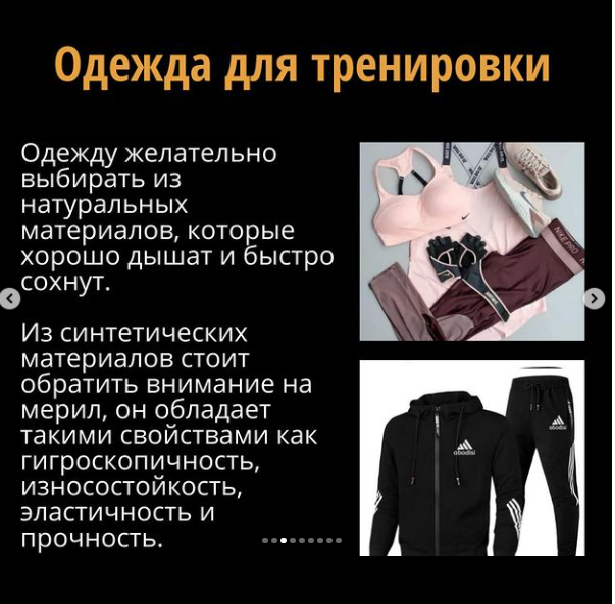 Одежда для тренировки
Одежду желательно
выбирать из
натуральных
материалов, которые
хорошо дышат и быстро
сохнут.
Из синтетических
материалов стоит
обратить внимание на
мерил, он обладает
такими свойствами как
гигроскопичность,
износостойкость,
эластичность и
прочность.
NIKE PRO
abodisi
abodisi